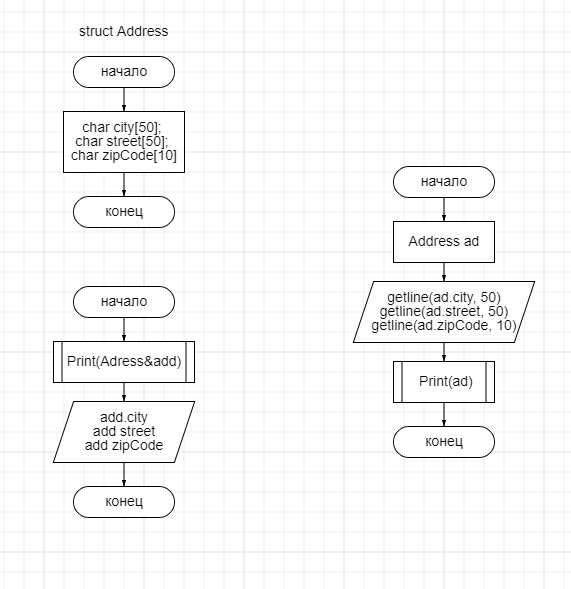 struct Address
начало
char city[50];
char street[50];
char zipCode[10]
конец
начало
Print(Adress&add)
add.city
add street
add zipCode
конец
начало
Address ad
getline(ad.city, 50)
getline(ad.street, 50)
getline(ad.zipCode, 10)
Print(ad)
конец